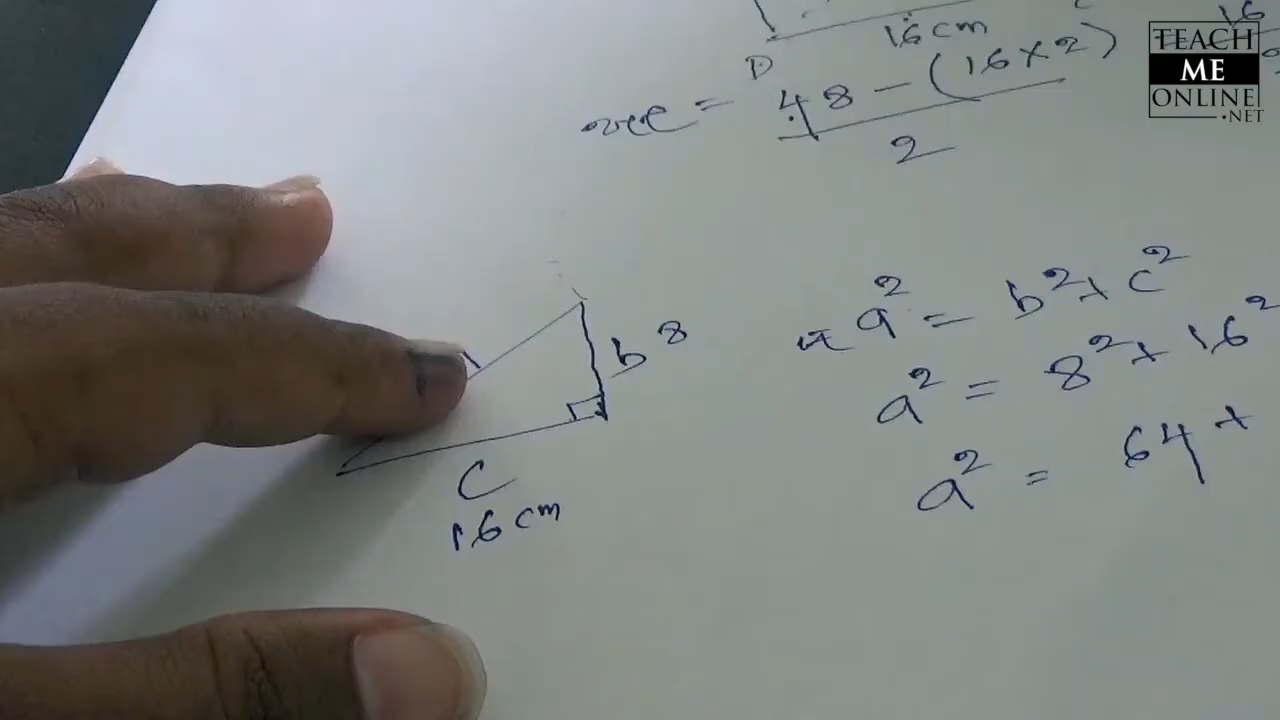 16
16 cm
D
= 48 - (16 × 2)
2
TEACH
ME
ONLINE
.NET
b 8
C
16 cm
a² = b² + c²
a² = 8² + 16²
a² = 64 +